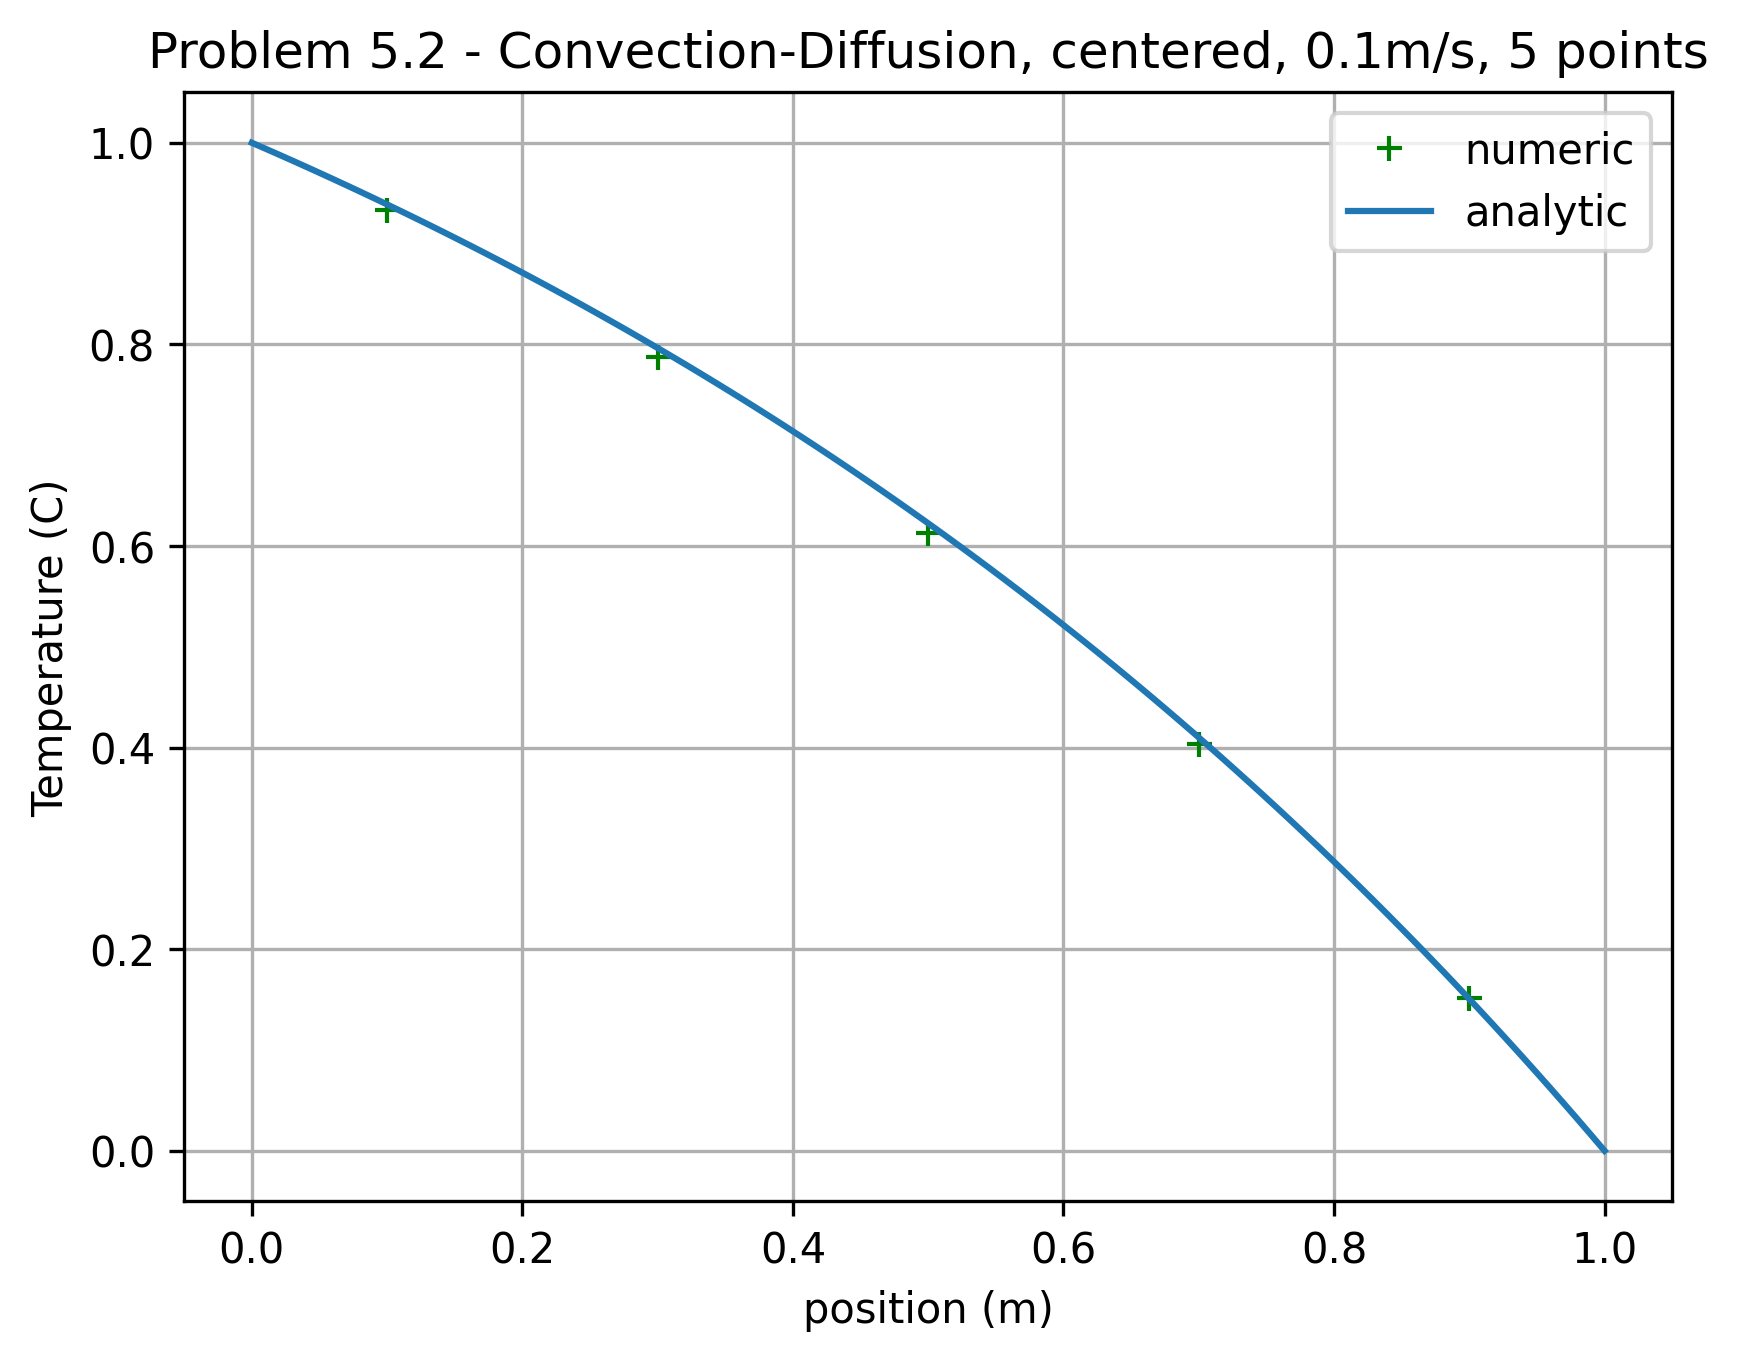 Problem 5.2 - Convection-Diffusion, centered, 0.1m/s, 5 points
numeric
analytic
1.0
0.8
0.6
0.4
0.2
0.0
Temperature (C)
0.0 0.2 0.4 0.6 0.8 1.0
position (m)